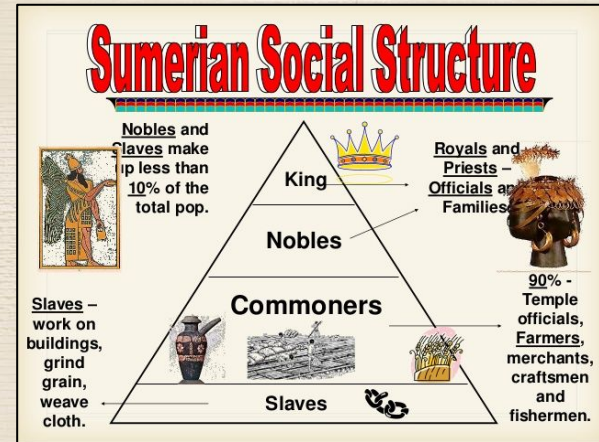 Sumerian Social Structure
Nobles and
Slaves make
up less than
10% of the
total pop.
King
Royals and
Priests –
Officials
Families
Nobles
Commoners
90% -
Temple
officials,
Farmers,
merchants,
craftsmen
and
fishermen.
Slaves –
work on
buildings,
grind
grain,
weave
cloth.
Slaves